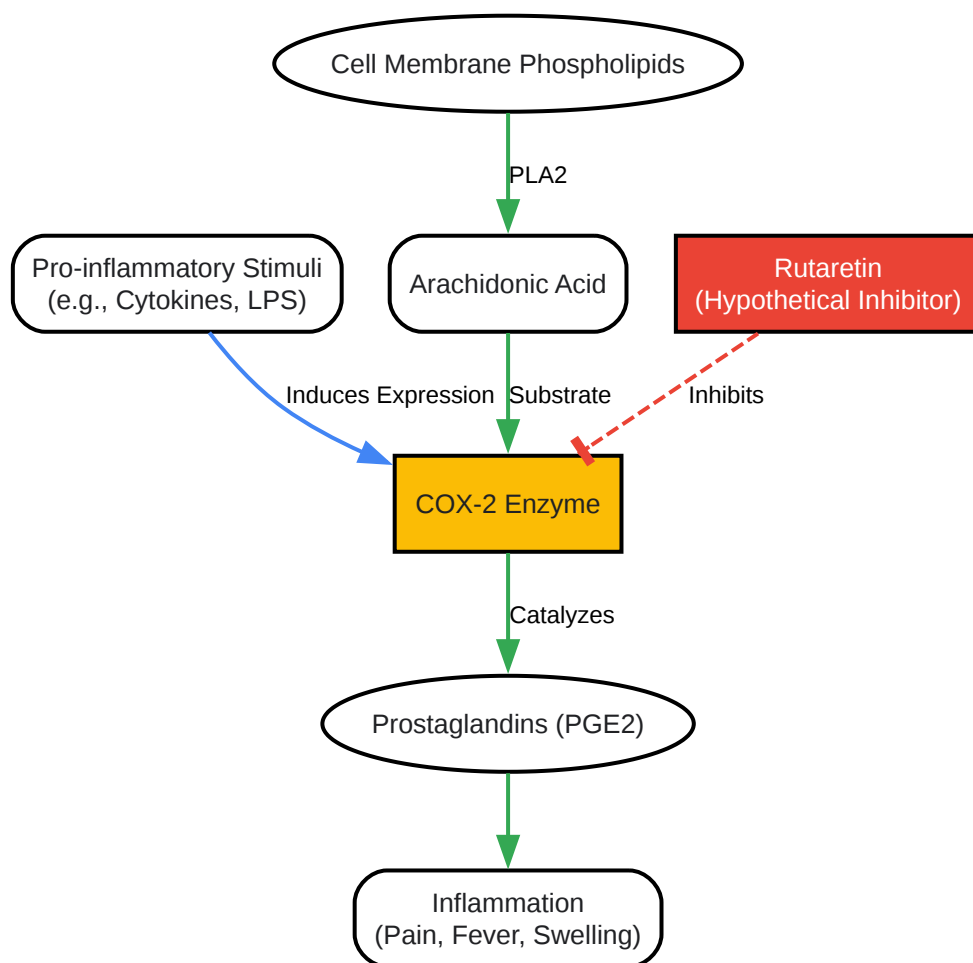 Cell Membrane Phospholipids
PLA2
Pro-inflammatory Stimuli
(e.g., Cytokines, LPS)
Arachidonic Acid
Rutaretin
(Hypothetical Inhibitor)
Induces Expression
Substrate
Inhibits
COX-2 Enzyme
Catalyzes
Prostaglandins (PGE2)
Inflammation
(Pain, Fever, Swelling)